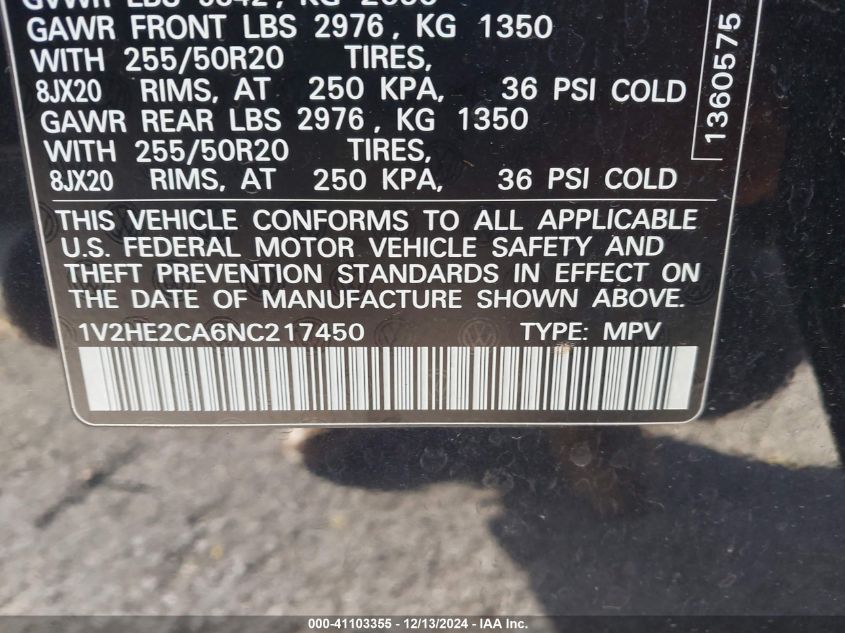 GAWR FRONT LBS 2976, KG 1350
WITH 255/50R20 TIRES,
8JX20 RIMS, AT 250 KPA, 36 PSI COLD
GAWR REAR LBS 2976, KG 1350
WITH 255/50R20 TIRES,
8JX20 RIMS, AT 250 KPA, 36 PSI COLD
1360575
THIS VEHICLE CONFORMS TO ALL APPLICABLE
U.S. FEDERAL MOTOR VEHICLE SAFETY AND
THEFT PREVENTION STANDARDS IN EFFECT ON
THE DATE OF MANUFACTURE SHOWN ABOVE.
1V2HE2CA6NC217450 TYPE: MPV
000-41103355 - 12/13/2024 - IAA Inc.